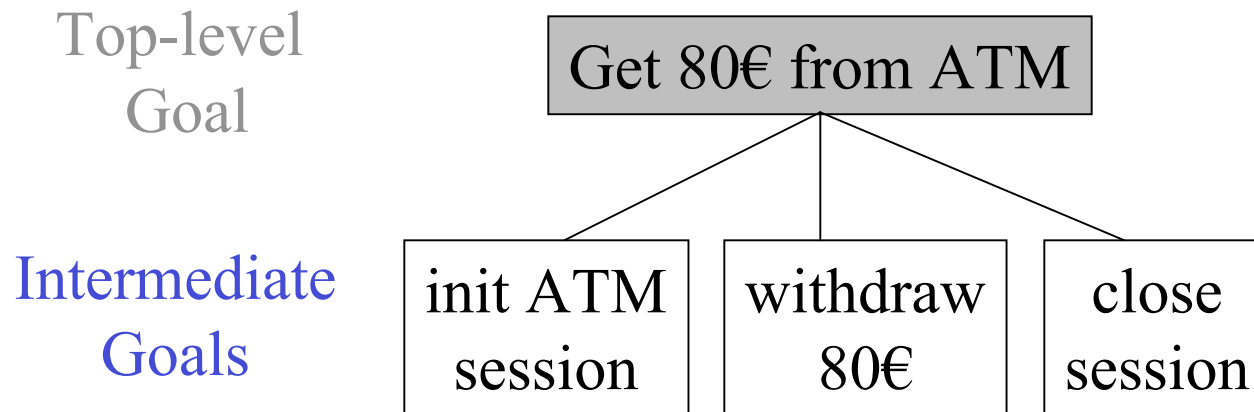 Top-level
Goal
Get 80€ from ATM
Intermediate
Goals
init ATM
session
withdraw
80€
close
session